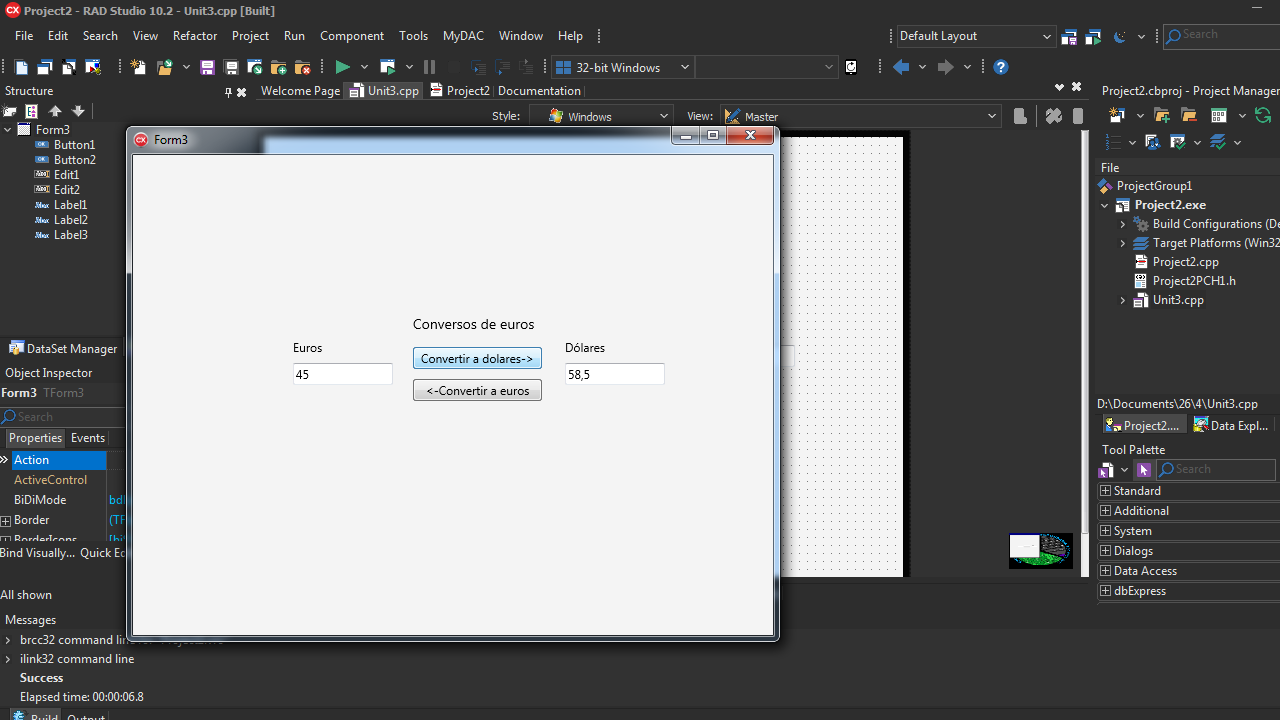 Project2 - RAD Studio 10.2 - Unit3.cpp [Built]
File Edit Search View Refactor Project Run Component Tools MyDAC Window Help
Default Layout
Search
32-bit Windows
Structure
Welcome Page Unit3.cpp Project2 Documentation
Project2.cbproj - Project Manager
Style: Windows View: Master
Form3
Button1
Button2
Edit1
Edit2
Label1
Label2
Label3
Form3
Conversos de euros
Euros
Dólares
Convertir a dolares->
45
58,5
<-Convertir a euros
File
ProjectGroup1
Project2.exe
Build Configurations (De
Target Platforms (Win32
Project2.cpp
Project2PCH1.h
Unit3.cpp
DataSet Manager
Object Inspector
Form3 TForm3
Search
Properties Events
Action
ActiveControl
BiDiMode
Border (TF
BorderIcons
Bind Visually... Quick Ed
All shown
D:\Documents\26\4\Unit3.cpp
Project2.... Data Expl...
Tool Palette
Search
Standard
Additional
System
Dialogs
Data Access
dbExpress
Messages
brcc32 command line
ilink32 command line
Success
Elapsed time: 00:00:06.8
Build Output